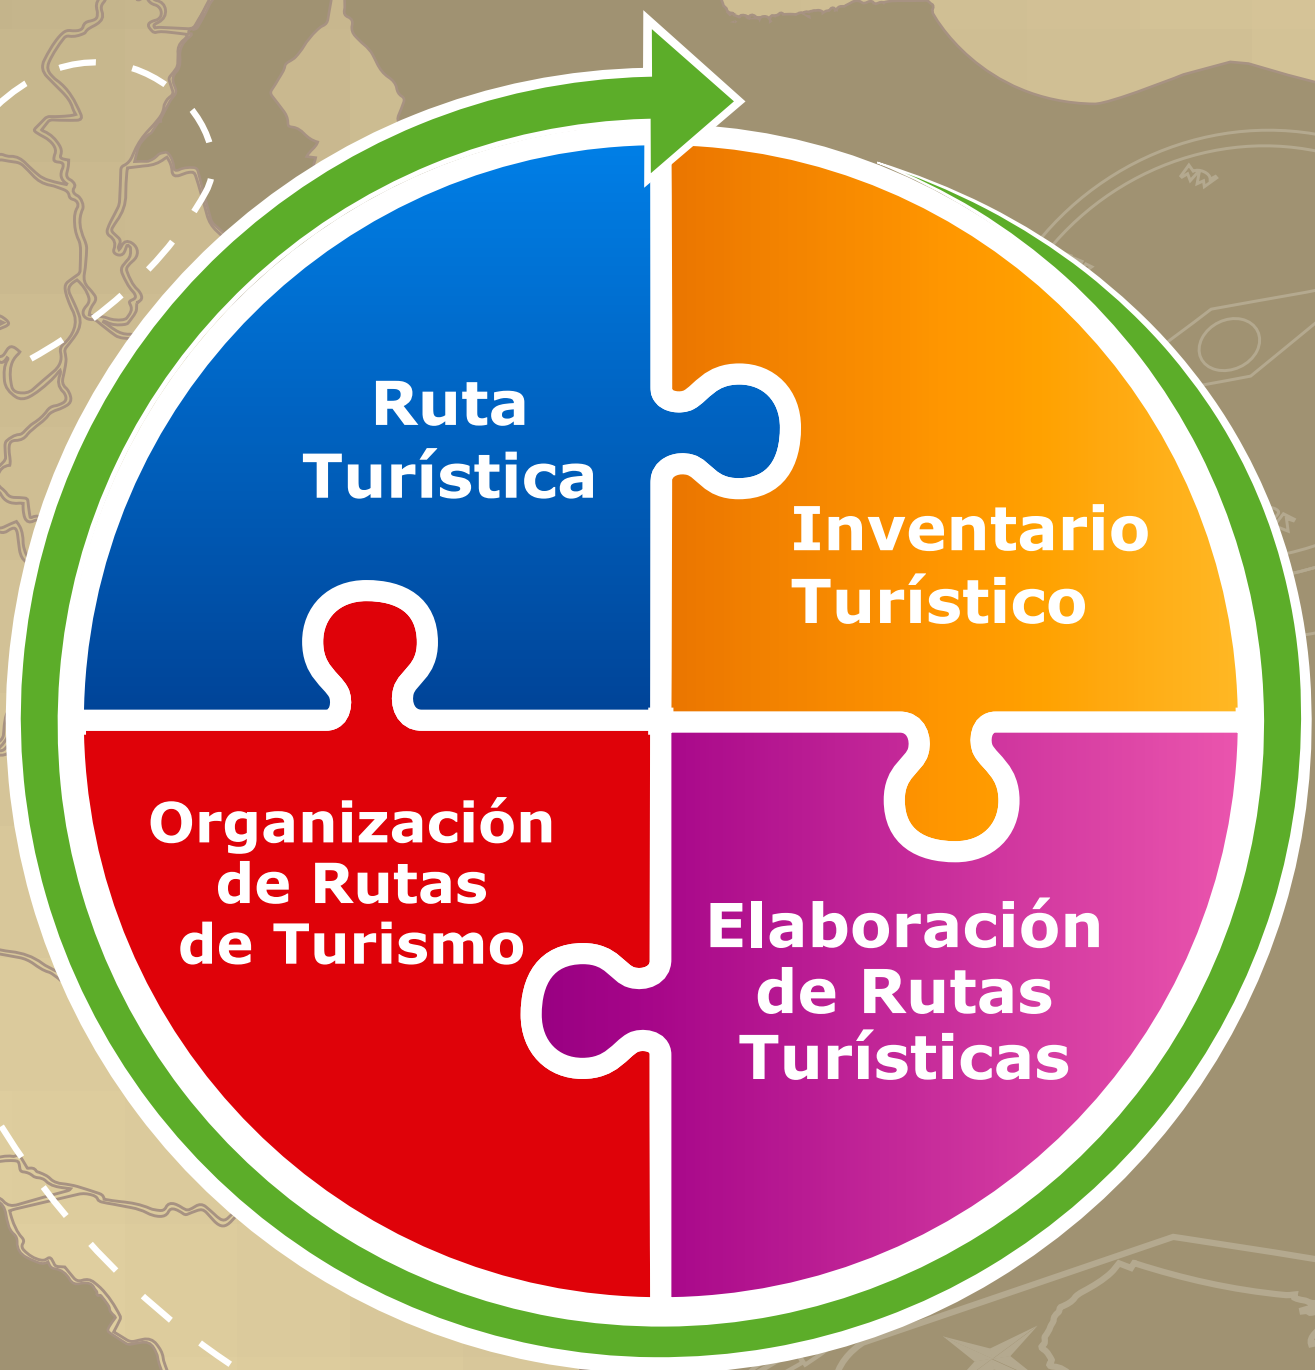 Ruta
Turística
Inventario
Turístico
Organización
de Rutas
de Turismo
Elaboración
de Rutas
Turísticas